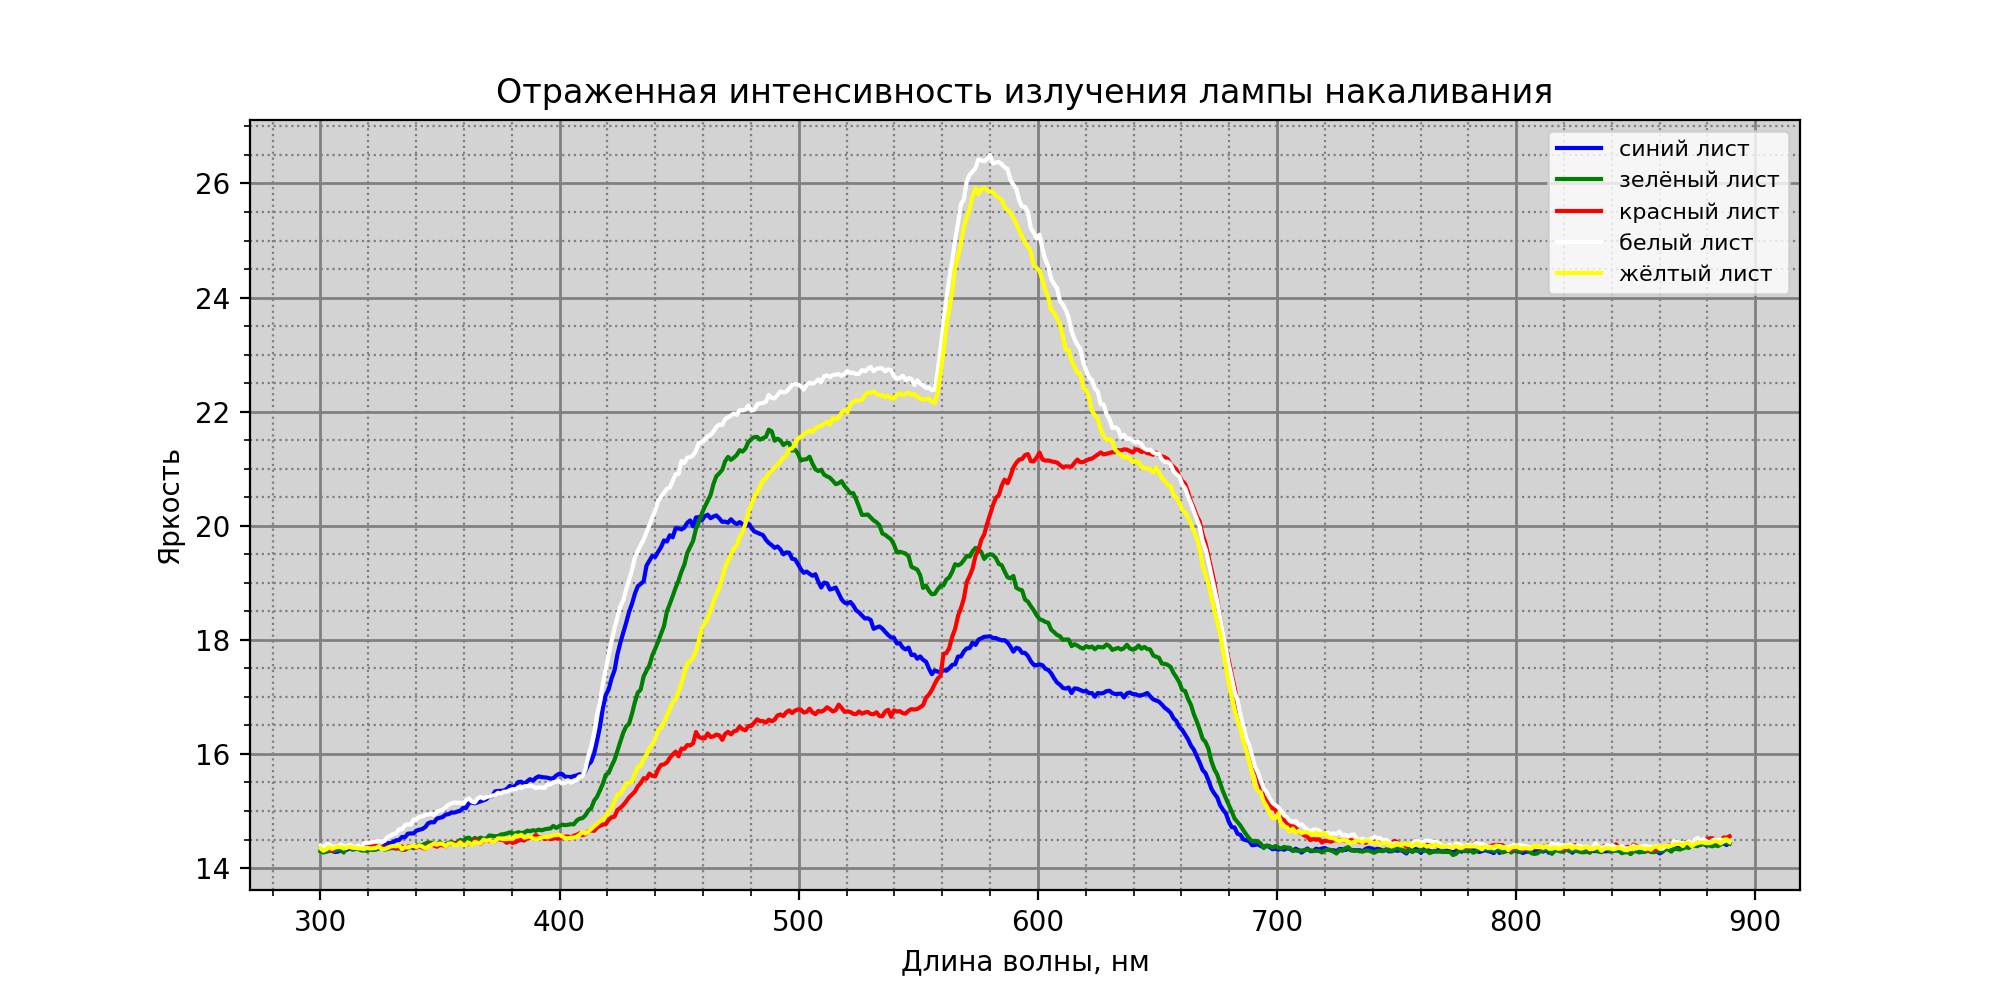 Отраженная интенсивность излучения лампы накаливания
синий лист
зелёный лист
красный лист
белый лист
жёлтый лист
Яркость
26
24
22
20
18
16
14
300 400 500 600 700 800 900
Длина волны, нм